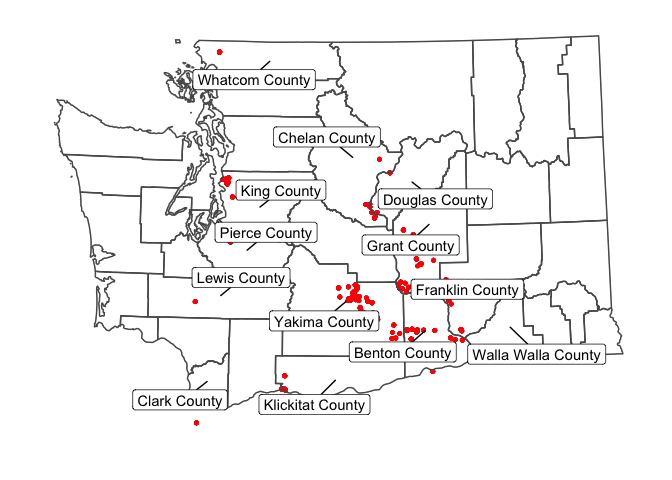 Whatcom County
Chelan County
King County
Douglas County
Pierce County
Grant County
Lewis County
Franklin County
Yakima County
Benton County
Walla Walla County
Clark County
Klickitat County